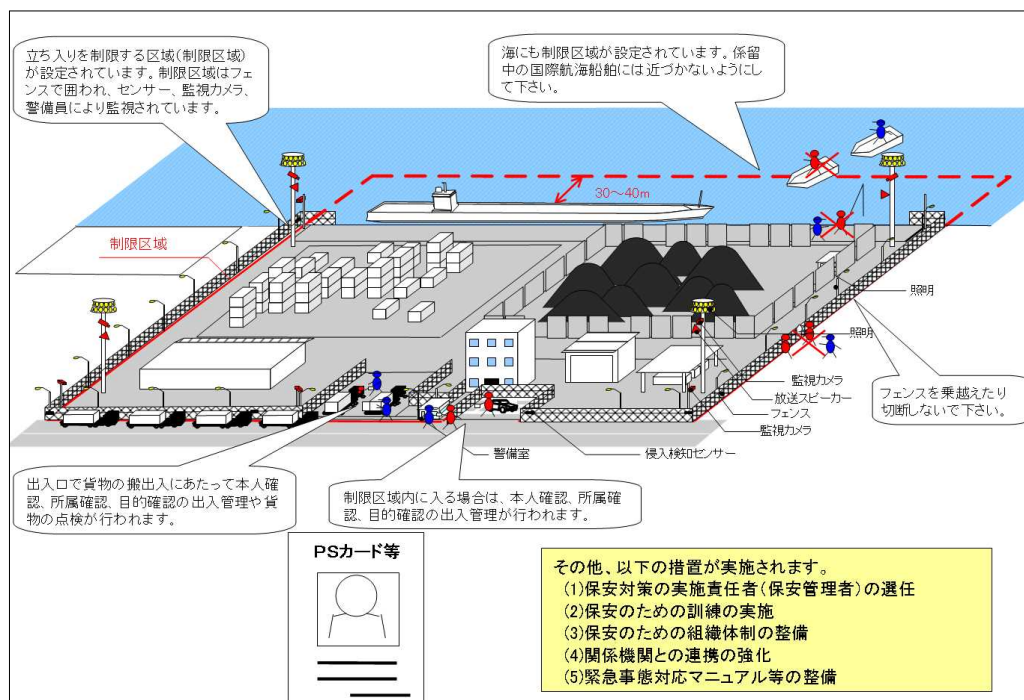 立ち入りを制限する区域(制限区域)
が設定されています。制限区域はフェ
ンスで囲われ、センサー、監視カメラ、
警備員により監視されています。
海にも制限区域が設定されています。係留
中の国際航海船舶には近づかないようにし
て下さい。
30～40m
制限区域
照明
照明
監視カメラ
放送スピーカー
フェンス
監視カメラ
フェンスを乗越えたり
切断しないで下さい。
警備室
侵入検知センサー
出入口で貨物の搬出入にあたって本人確
認、所属確認、目的確認の出入管理や貨
物の点検が行われます。
制限区域内に入る場合は、本人確認、所属確
認、目的確認の出入管理が行われます。
PSカード等
その他、以下の措置が実施されます。
(1)保安対策の実施責任者(保安管理者)の選任
(2)保安のための訓練の実施
(3)保安のための組織体制の整備
(4)関係機関との連携の強化
(5)緊急事態対応マニュアル等の整備